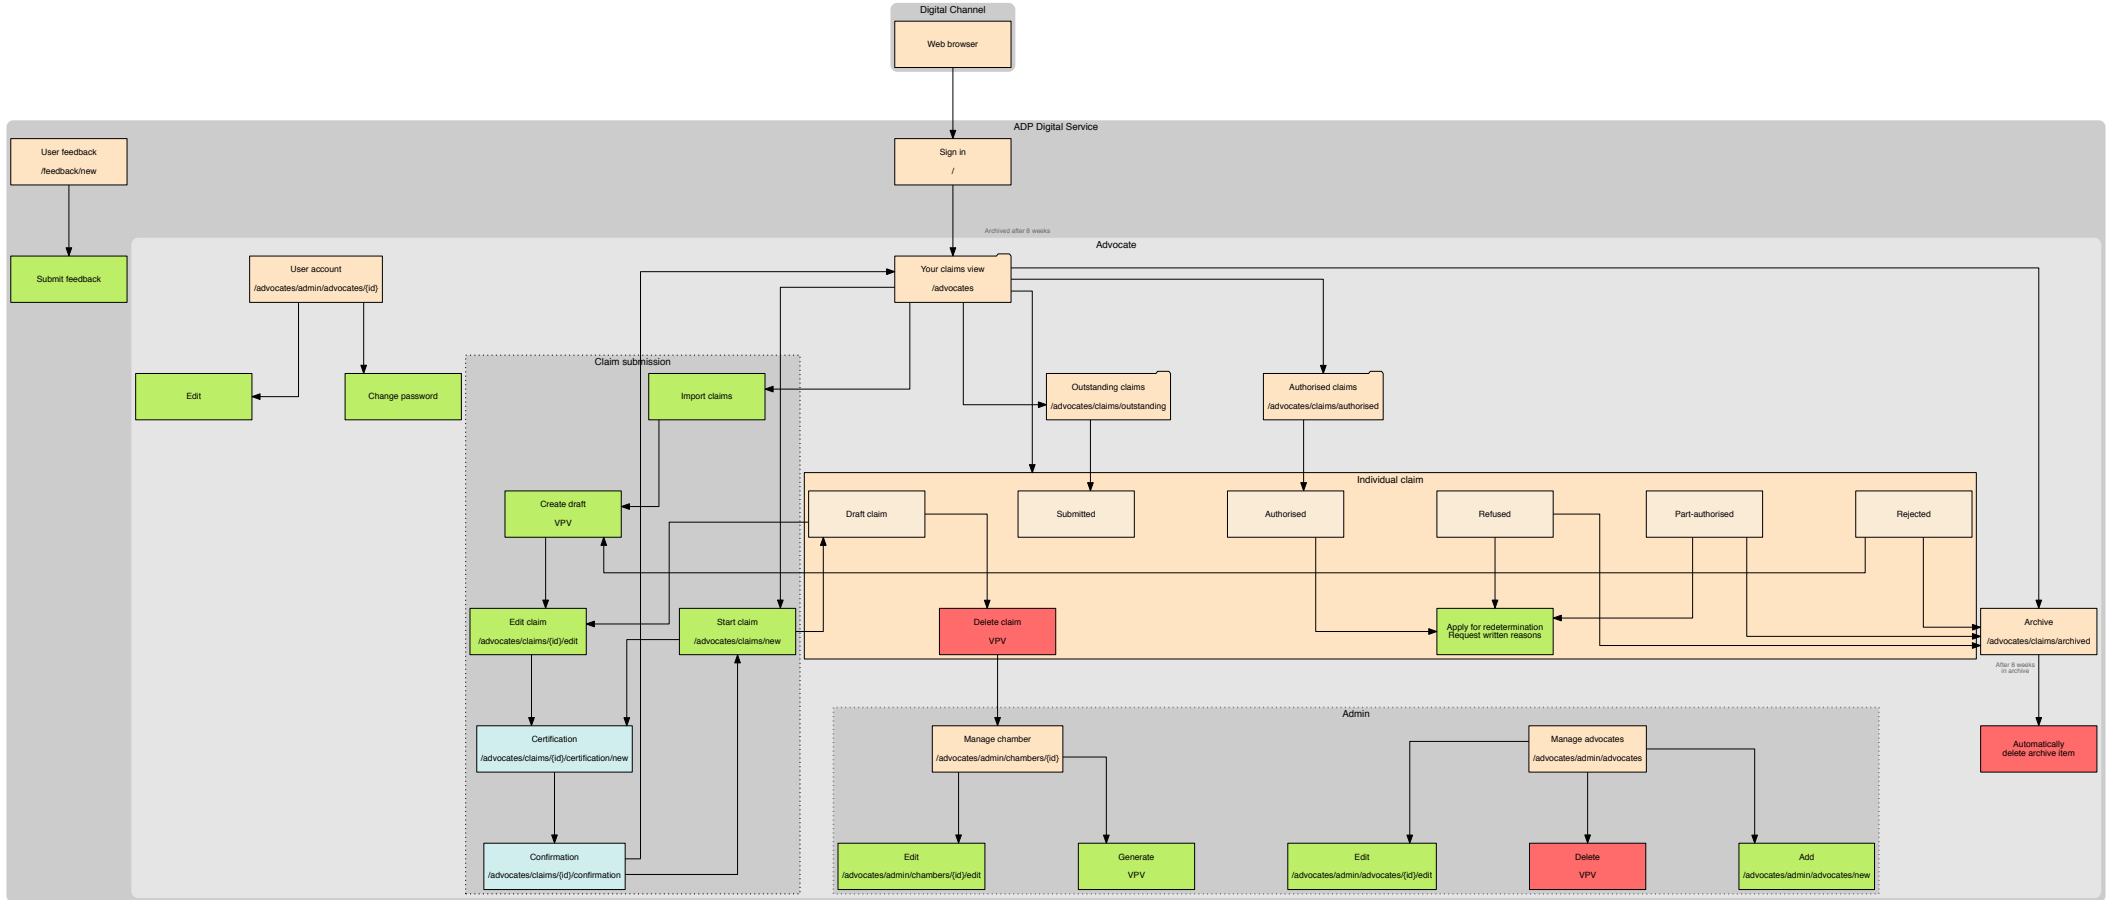 Digital Channel
Web browser
ADP Digital Service
User feedback
/feedback/new
Sign in
/
Archived after 6 weeks
Advocate
Submit feedback
User account
/advocates/admin/advocates/{id}
Your claims view
/advocates
Claim submission
Edit
Change password
Import claims
Outstanding claims
/advocates/claims/outstanding
Authorised claims
/advocates/claims/authorised
Individual claim
Create draft
VPV
Draft claim
Submitted
Authorised
Refused
Part-authorised
Rejected
Edit claim
/advocates/claims/{id}/edit
Start claim
/advocates/claims/new
Delete claim
VPV
Apply for redetermination
Request written reasons
Archive
/advocates/claims/archived
After 6 weeks
in archive
Admin
Certification
/advocates/claims/{id}/certification/new
Manage chamber
/advocates/admin/chambers/{id}
Manage advocates
/advocates/admin/advocates
Automatically
delete archive item
Confirmation
/advocates/claims/{id}/confirmation
Edit
/advocates/admin/chambers/{id}/edit
Generate
VPV
Edit
/advocates/admin/advocates/{id}/edit
Delete
VPV
Add
/advocates/admin/advocates/new